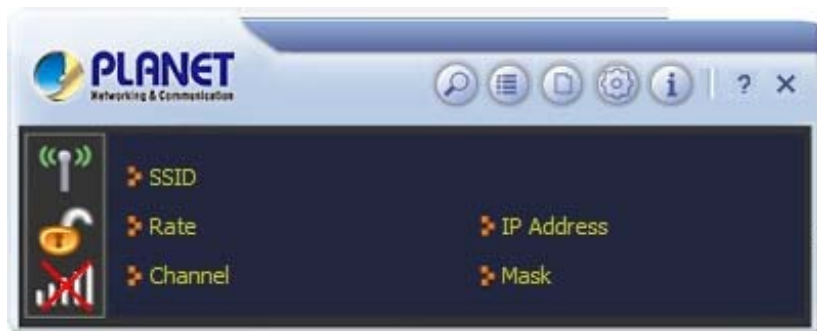 PLANET
Networking & Communication
? ×
SSID
Rate
IP Address
Channel
Mask